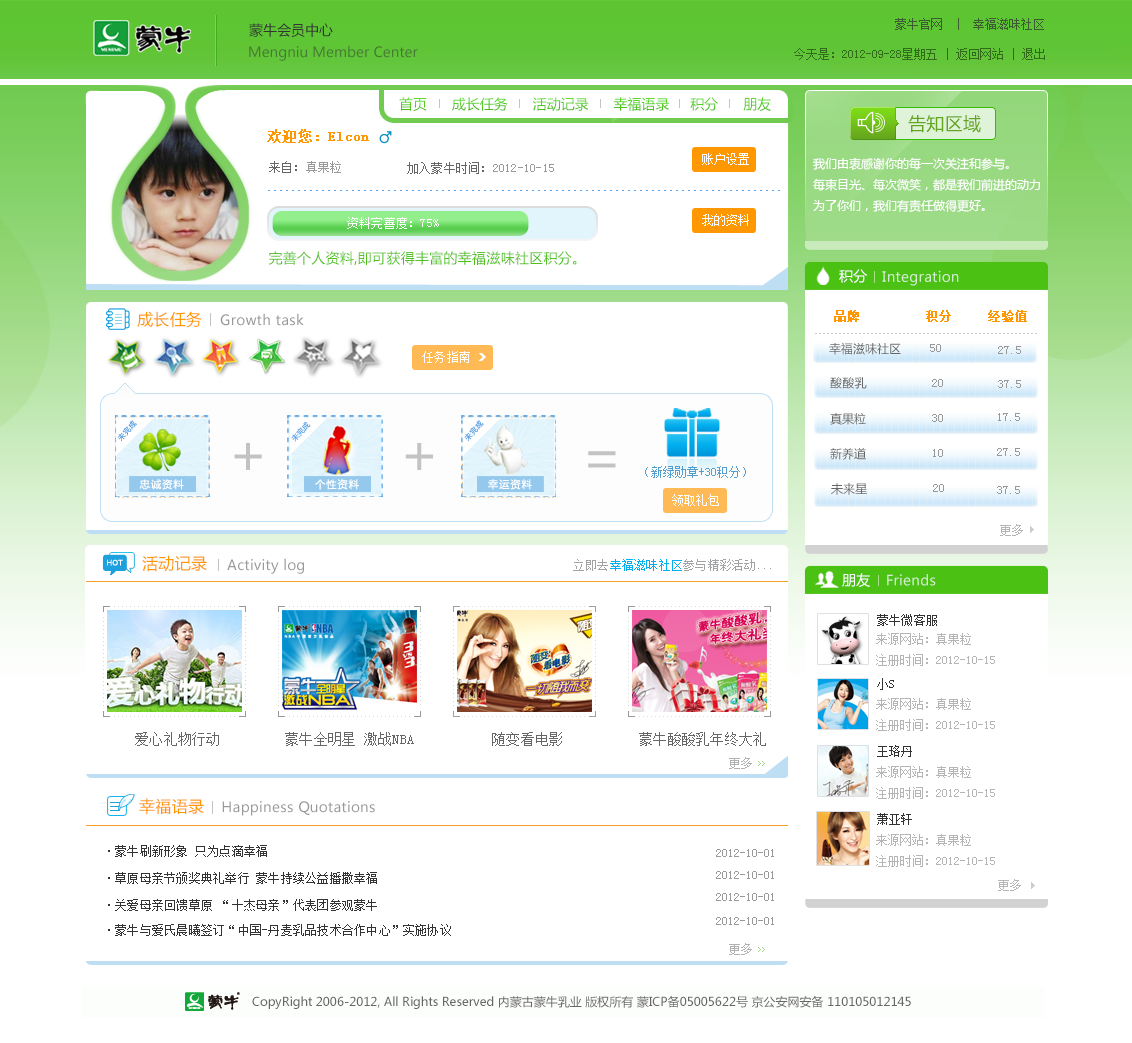 蒙牛
蒙牛会员中心
Mengniu Member Center
蒙牛官网 | 幸福滋味社区
今天是：2012-09-28星期五 | 返回网站 | 退出
首页 | 成长任务 | 活动记录 | 幸福语录 | 积分 | 朋友
欢迎您：Elcon
来自：真果粒 加入蒙牛时间：2012-10-15
账户设置
资料完善度：75%
我的资料
完善个人资料,即可获得丰富的幸福滋味社区积分。
成长任务 | Growth task
任务指南
未完成
忠诚资料
未完成
个性资料
未完成
幸运资料
（新绿勋章+30积分）
领取礼包
HOT 活动记录 | Activity log
立即去幸福滋味社区参与精彩活动...
爱心礼物行动
蒙牛 NBA
蒙牛全明星
激战NBA
随变看电影
一切随我而变
蒙牛酸酸乳
年终大礼
爱心礼物行动
蒙牛全明星 激战NBA
随变看电影
蒙牛酸酸乳年终大礼
更多 >>
幸福语录 | Happiness Quotations
·蒙牛刷新形象 只为点滴幸福 2012-10-01
·草原母亲节颁奖典礼举行 蒙牛持续公益播撒幸福 2012-10-01
·关爱母亲回馈草原 “十杰母亲”代表团参观蒙牛 2012-10-01
·蒙牛与爱氏晨曦签订“中国-丹麦乳品技术合作中心”实施协议 2012-10-01
更多 >>
告知区域
我们由衷感谢你的每一次关注和参与。
每束目光、每次微笑，都是我们前进的动力
为了你们，我们有责任做得更好。
积分 | Integration
品牌 积分 经验值
幸福滋味社区 50 27.5
酸酸乳 20 37.5
真果粒 30 17.5
新养道 10 27.5
未来星 20 37.5
更多
朋友 | Friends
蒙牛微客服
来源网站：真果粒
注册时间：2012-10-15
小S
来源网站：真果粒
注册时间：2012-10-15
王珞丹
来源网站：真果粒
注册时间：2012-10-15
萧亚轩
来源网站：真果粒
注册时间：2012-10-15
更多
蒙牛 CopyRight 2006-2012, All Rights Reserved 内蒙古蒙牛乳业 版权所有 蒙ICP备05005622号 京公安网安备 110105012145